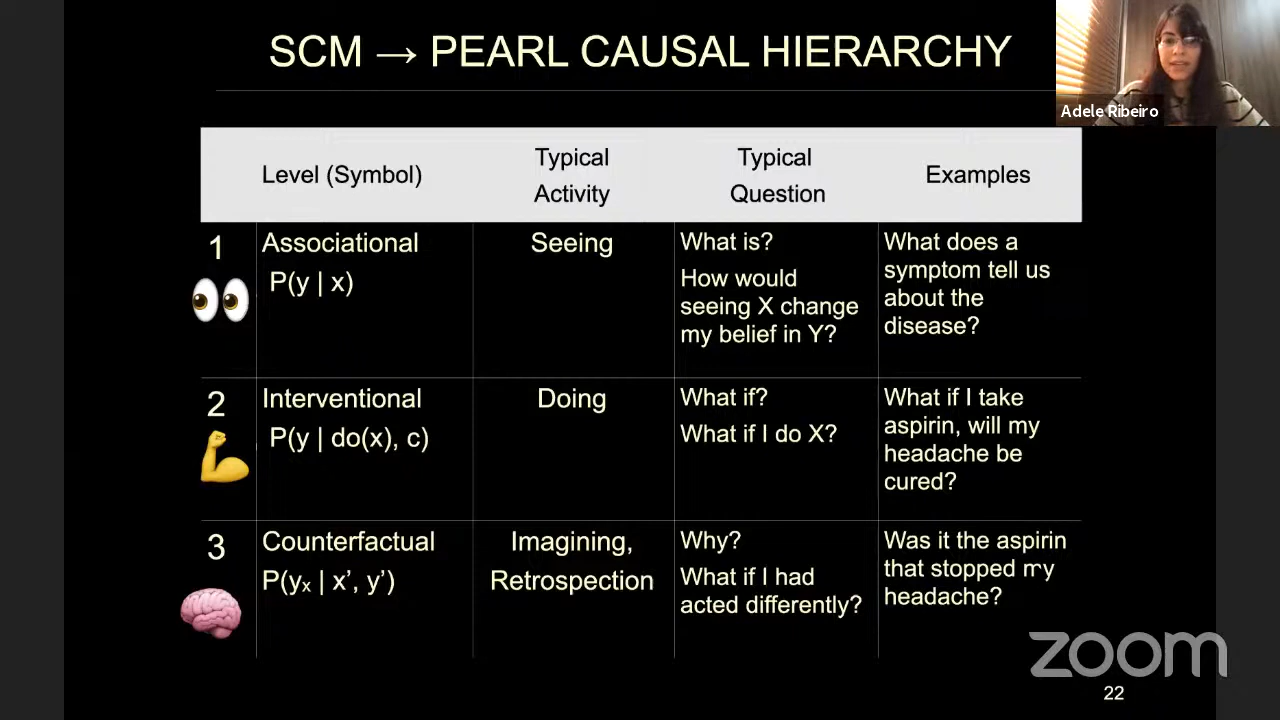 SCM → PEARL CAUSAL HIERARCHY
Adele Ribeiro
Level (Symbol)
Typical
Activity
Typical
Question
Examples
1
Associational
P(y | x)
Seeing
What is?
How would
seeing X change
my belief in Y?
What does a
symptom tell us
about the
disease?
2
Interventional
P(y | do(x), c)
Doing
What if?
What if I do X?
What if I take
aspirin, will my
headache be
cured?
3
Counterfactual
P(yₓ | x’, y’)
Imagining,
Retrospection
Why?
What if I had
acted differently?
Was it the aspirin
that stopped my
headache?
zoom
22